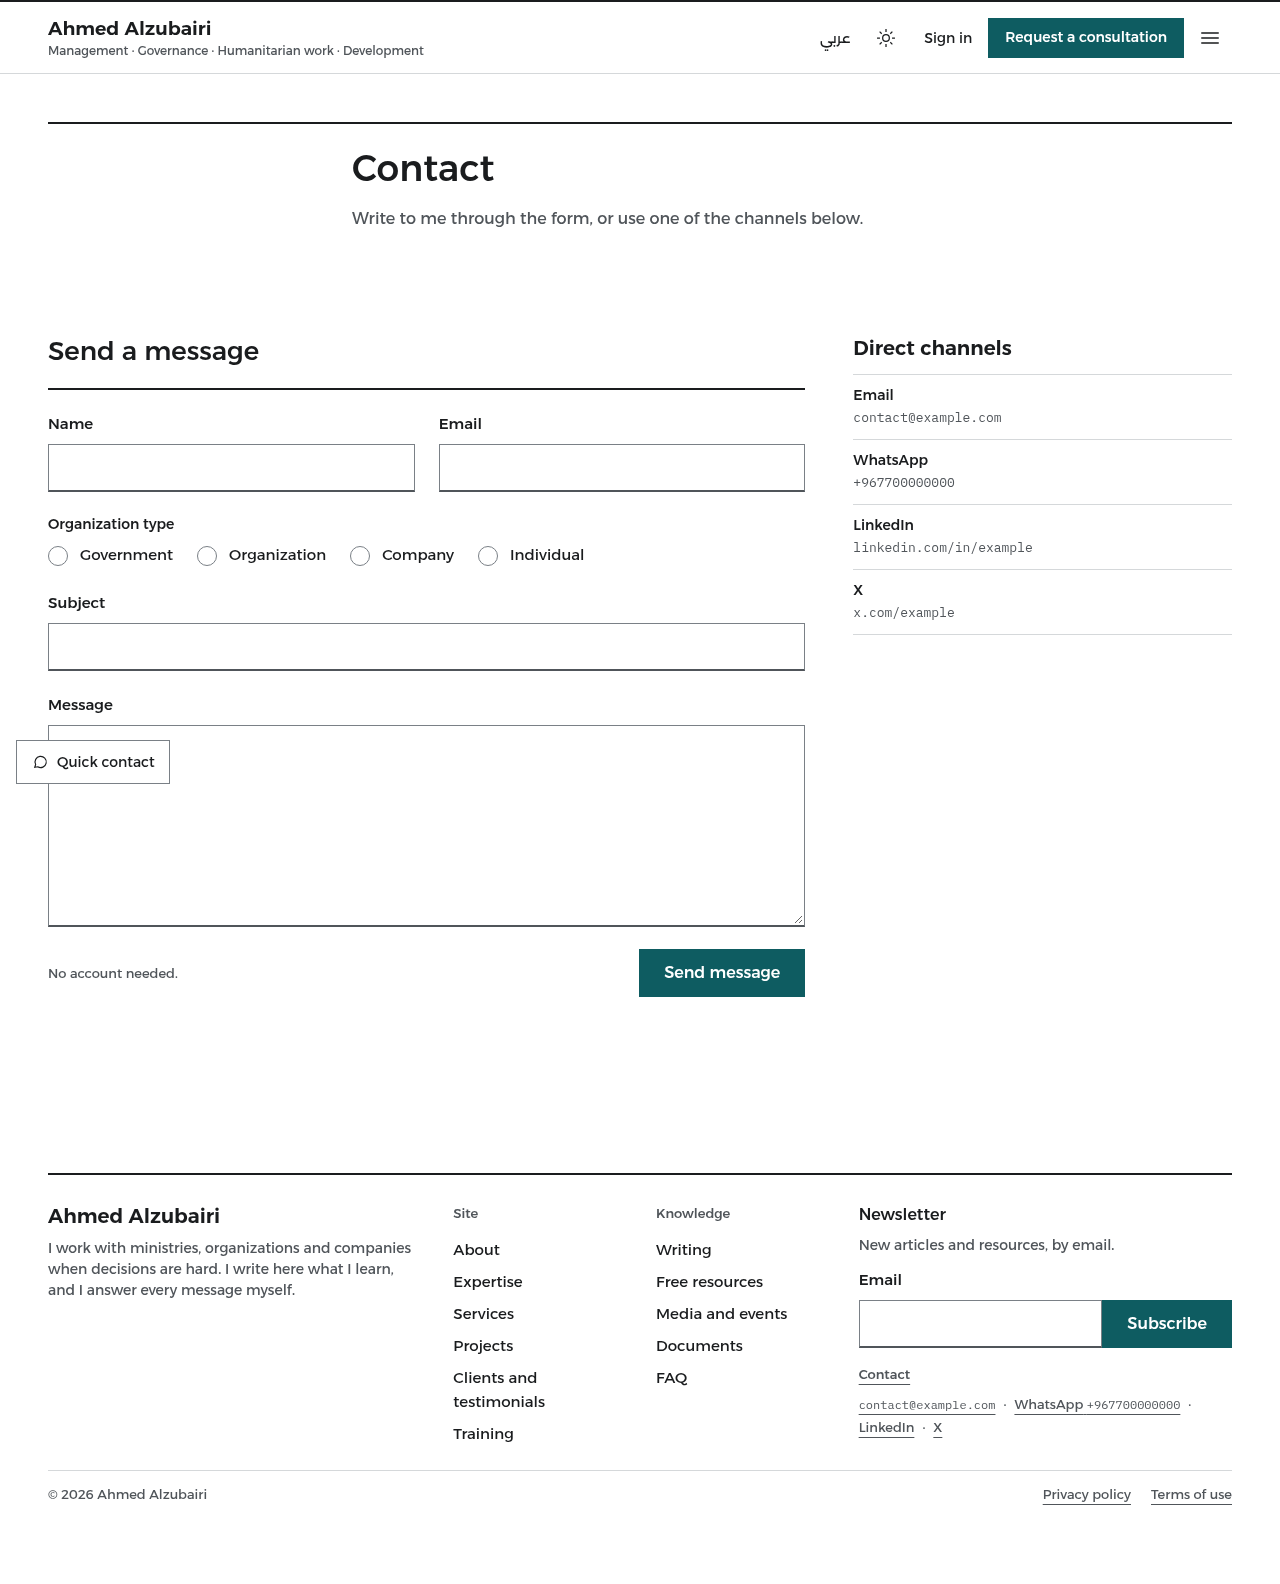 Ahmed Alzubairi
Management · Governance · Humanitarian work · Development
عربي
Sign in
Request a consultation
Contact
Write to me through the form, or use one of the channels below.
Send a message
Name
Email
Organization type
Government
Organization
Company
Individual
Subject
Message
Quick contact
No account needed.
Send message
Direct channels
Email
contact@example.com
WhatsApp
+967700000000
LinkedIn
linkedin.com/in/example
X
x.com/example
Ahmed Alzubairi
I work with ministries, organizations and companies
when decisions are hard. I write here what I learn,
and I answer every message myself.
Site
About
Expertise
Services
Projects
Clients and
testimonials
Training
Knowledge
Writing
Free resources
Media and events
Documents
FAQ
Newsletter
New articles and resources, by email.
Email
Subscribe
Contact
contact@example.com · WhatsApp +967700000000 ·
LinkedIn · X
© 2026 Ahmed Alzubairi
Privacy policy
Terms of use